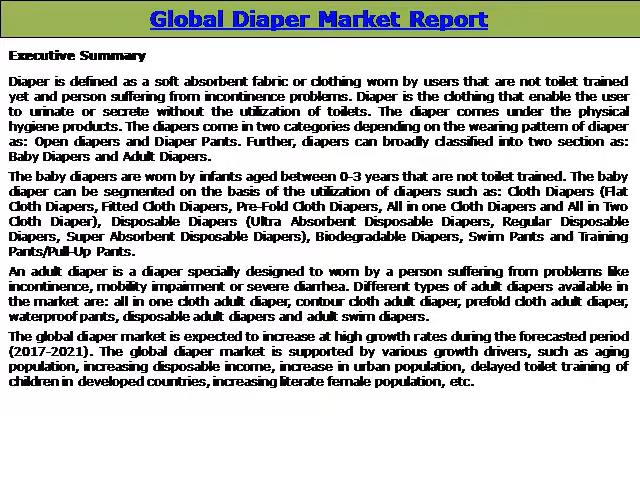 Global Diaper Market Report
Executive Summary
Diaper is defined as a soft absorbent fabric or clothing worn by users that are not toilet trained
yet and person suffering from incontinence problems. Diaper is the clothing that enable the user
to urinate or secrete without the utilization of toilets. The diaper comes under the physical
hygiene products. The diapers come in two categories depending on the wearing pattern of diaper
as: Open diapers and Diaper Pants. Further, diapers can broadly classified into two section as:
Baby Diapers and Adult Diapers.
The baby diapers are worn by infants aged between 0-3 years that are not toilet trained. The baby
diaper can be segmented on the basis of the utilization of diapers such as: Cloth Diapers (Flat
Cloth Diapers, Fitted Cloth Diapers, Pre-Fold Cloth Diapers, All in one Cloth Diapers and All in Two
Cloth Diaper), Disposable Diapers (Ultra Absorbent Disposable Diapers, Regular Disposable
Diapers, Super Absorbent Disposable Diapers), Biodegradable Diapers, Swim Pants and Training
Pants/Pull-Up Pants.
An adult diaper is a diaper specially designed to worn by a person suffering from problems like
incontinence, mobility impairment or severe diarrhea. Different types of adult diapers available in
the market are: all in one cloth adult diaper, contour cloth adult diaper, prefold cloth adult diaper,
waterproof pants, disposable adult diapers and adult swim diapers.
The global diaper market is expected to increase at high growth rates during the forecasted period
(2017-2021). The global diaper market is supported by various growth drivers, such as aging
population, increasing disposable income, increase in urban population, delayed toilet training of
children in developed countries, increasing literate female population, etc.